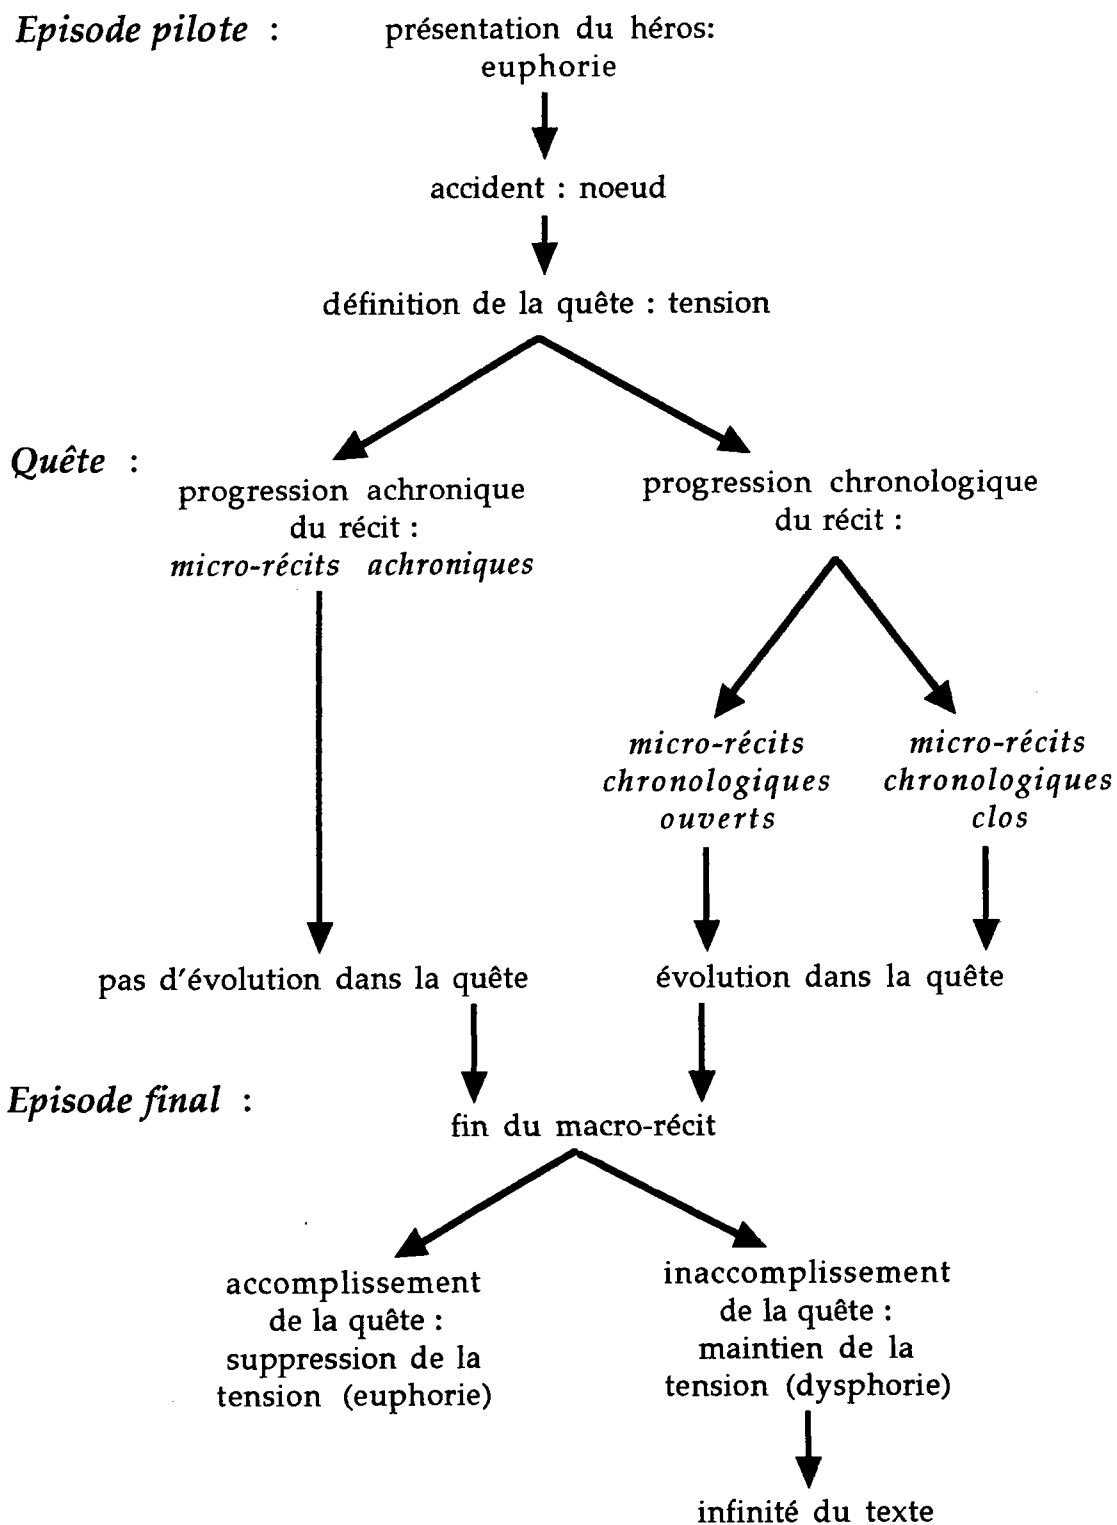 Episode pilote :
présentation du héros:
euphorie
accident : noeud
définition de la quête : tension
Quête :
progression achronique
du récit :
micro-récits achroniques
progression chronologique
du récit :
micro-récits
chronologiques
ouverts
micro-récits
chronologiques
clos
pas d'évolution dans la quête
évolution dans la quête
Episode final :
fin du macro-récit
accomplissement
de la quête :
suppression de la
tension (euphorie)
inaccomplissement
de la quête :
maintien de la
tension (dysphorie)
infinité du texte